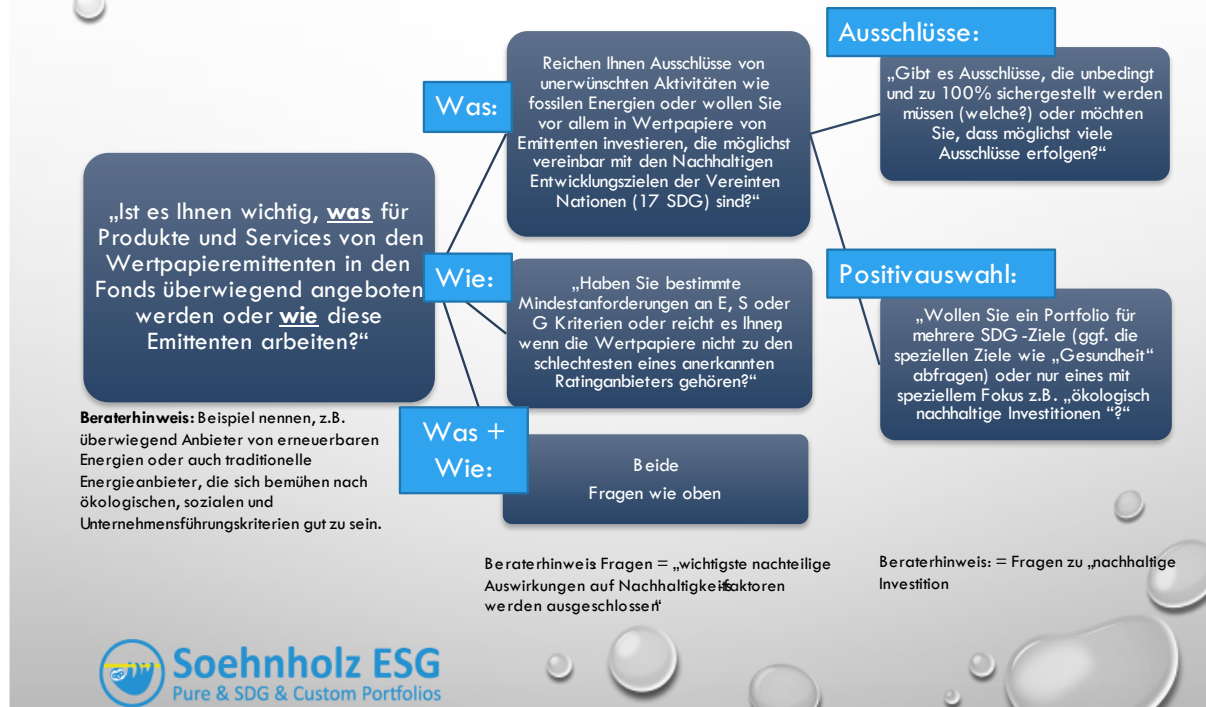 „Ist es Ihnen wichtig, was für
Produkte und Services von den
Wertpapieremittenten in den
Fonds überwiegend angeboten
werden oder wie diese
Emittenten arbeiten?“
Beraterhinweis: Beispiel nennen, z.B.
überwiegend Anbieter von erneuerbaren
Energien oder auch traditionelle
Energieanbieter, die sich bemühen nach
ökologischen, sozialen und
Unternehmensführungskriterien gut zu sein.
Was:
Reichen Ihnen Ausschlüsse von
unerwünschten Aktivitäten wie
fossilen Energien oder wollen Sie
vor allem in Wertpapiere von
Emittenten investieren, die möglichst
vereinbar mit den Nachhaltigen
Entwicklungszielen der Vereinten
Nationen (17 SDG) sind?“
Wie:
„Haben Sie bestimmte
Mindestanforderungen an E, S oder
G Kriterien oder reicht es Ihnen,
wenn die Wertpapiere nicht zu den
schlechtesten eines anerkannten
Ratinganbieters gehören?“
Was +
Wie:
Beide
Fragen wie oben
Beraterhinweis: Fragen = „wichtigste nachteilige
Auswirkungen auf Nachhaltigkeits-faktoren
werden ausgeschlossen“
Ausschlüsse:
„Gibt es Ausschlüsse, die unbedingt
und zu 100% sichergestellt werden
müssen (welche?) oder möchten
Sie, dass möglichst viele
Ausschlüsse erfolgen?“
Positivauswahl:
„Wollen Sie ein Portfolio für
mehrere SDG -Ziele (ggf. die
speziellen Ziele wie „Gesundheit“
abfragen) oder nur eines mit
speziellem Fokus z.B. „ökologisch
nachhaltige Investitionen “?“
Beraterhinweis: = Fragen zu „nachhaltige
Investition
Soehnholz ESG
Pure & SDG & Custom Portfolios